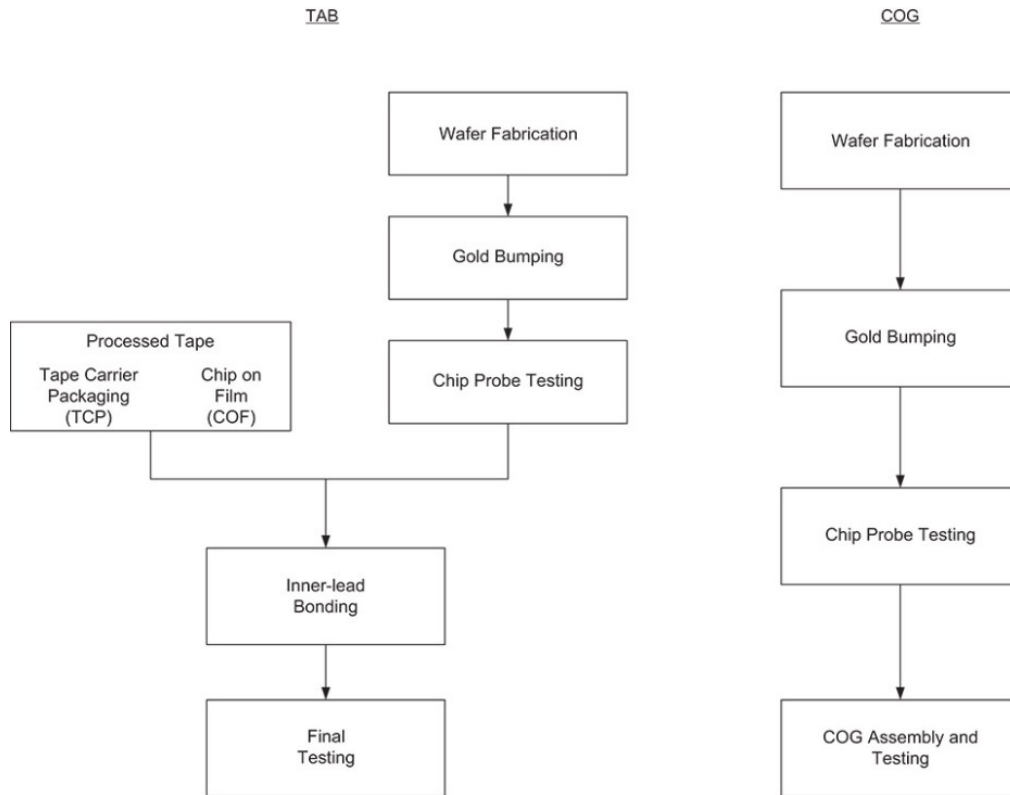 TAB
Wafer Fabrication
Gold Bumping
Chip Probe Testing
Processed Tape
Tape Carrier
Packaging
(TCP)
Chip on
Film
(COF)
Inner-lead
Bonding
Final
Testing
COG
Wafer Fabrication
Gold Bumping
Chip Probe Testing
COG Assembly and
Testing